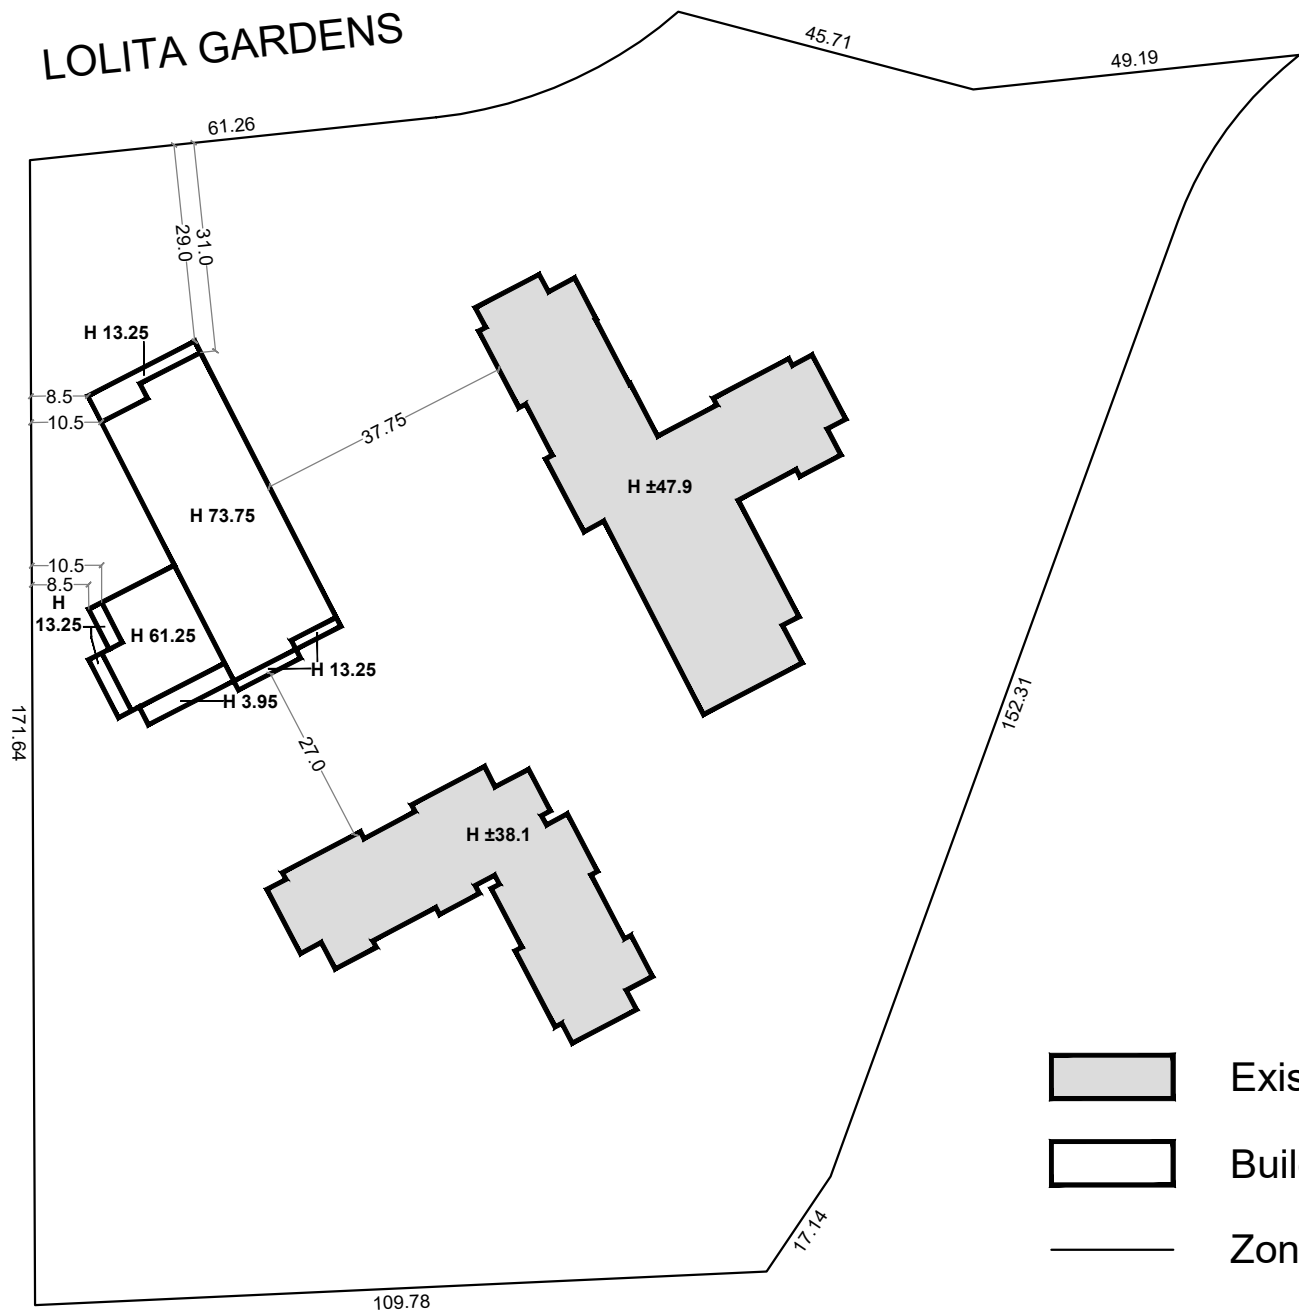 LOLITA GARDENS
45.71
49.19
61.26
29.0
31.0
H 13.25
8.5
10.5
37.75
H ±47.9
H 73.75
10.5
8.5
H
13.25
H 61.25
H 13.25
H 3.95
171.64
152.31
27.0
H ±38.1
Exis
Buil
Zon
17.14
109.78